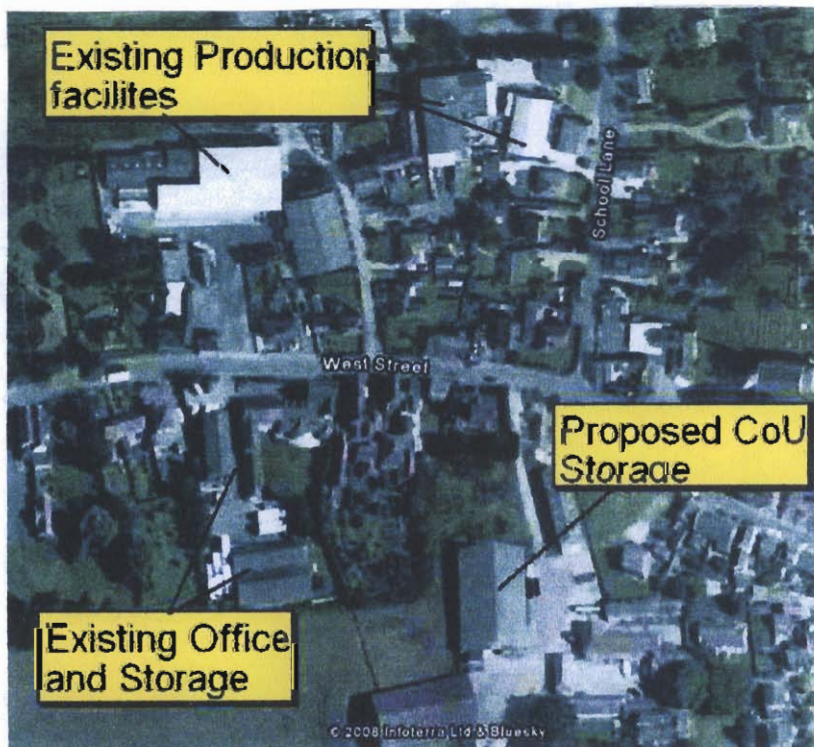 Existing Production
facilites
School Lane
West Street
Proposed CoU
Storage
Existing Office
and Storage
© 2008 Infoterra Ltd & Bluesky